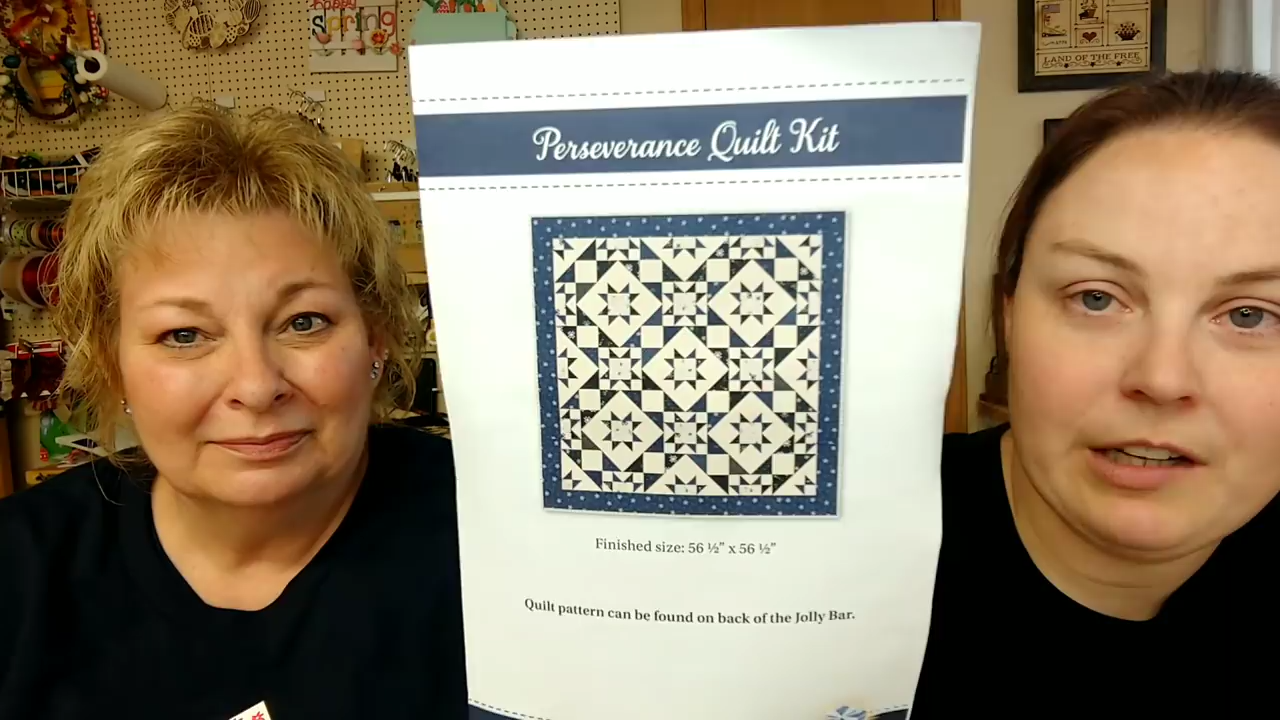 happy
spring
LAND OF THE FREE
Perseverance Quilt Kit
Finished size: 56 ½" x 56 ½"
Quilt pattern can be found on back of the Jolly Bar.